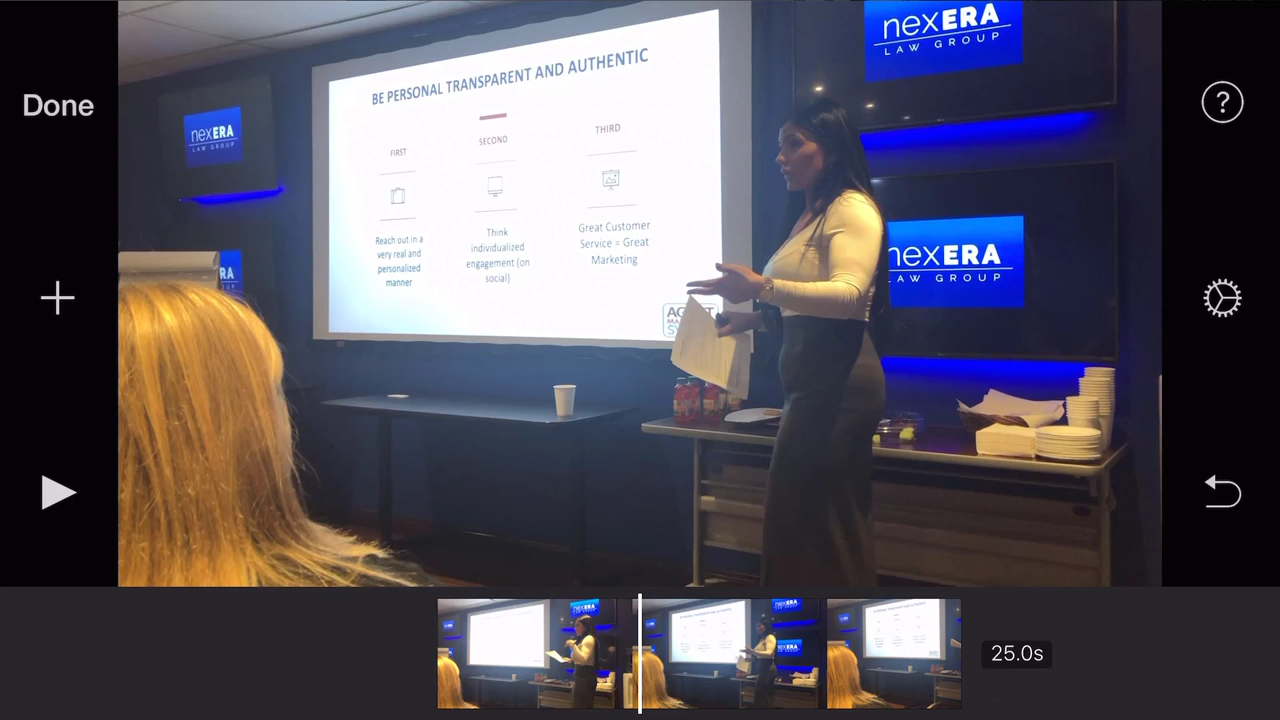 Done
nexERA
LAW GROUP
BE PERSONAL TRANSPARENT AND AUTHENTIC
FIRST
Reach out in a
very real and
personalized
manner
SECOND
Think
individualized
engagement (on
social)
THIRD
Great Customer
Service = Great
Marketing
nexERA
LAW GROUP
nexERA
LAW GROUP
RA
?
25.0s